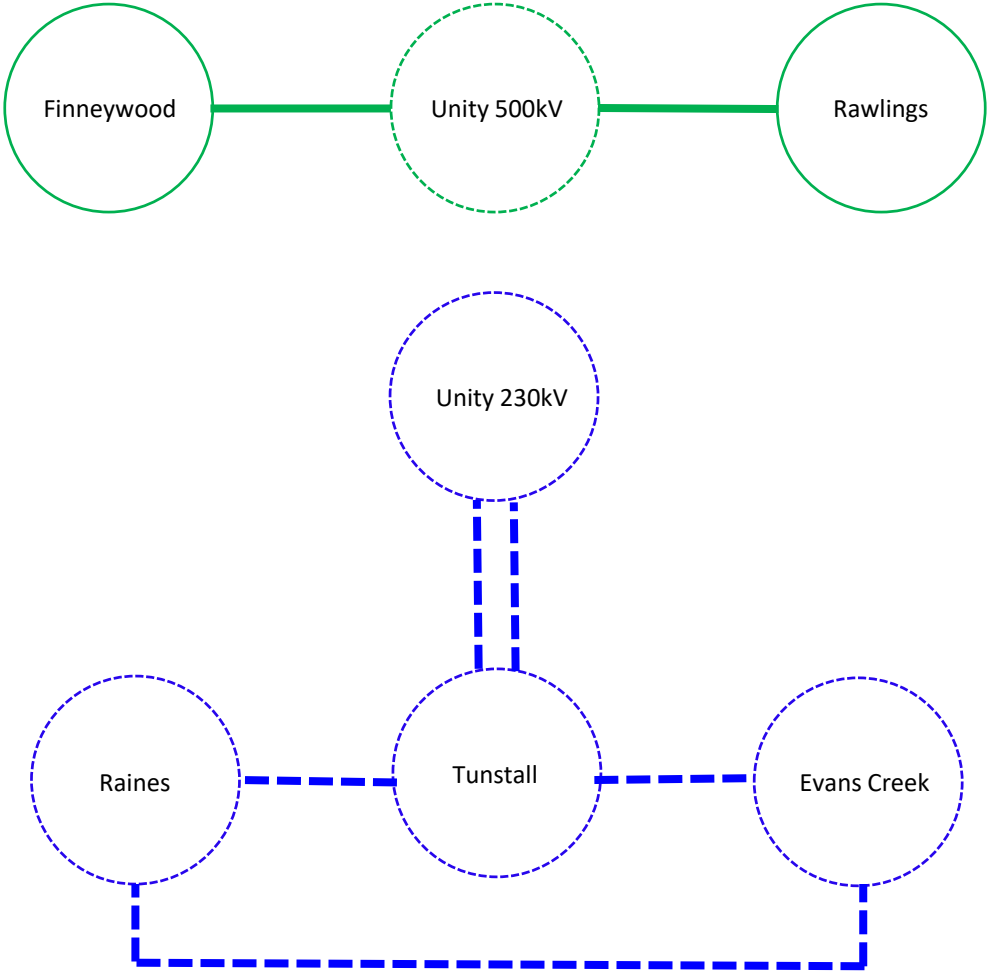 Finneywood
Unity 500kV
Rawlings
Unity 230kV
Raines
Tunstall
Evans Creek